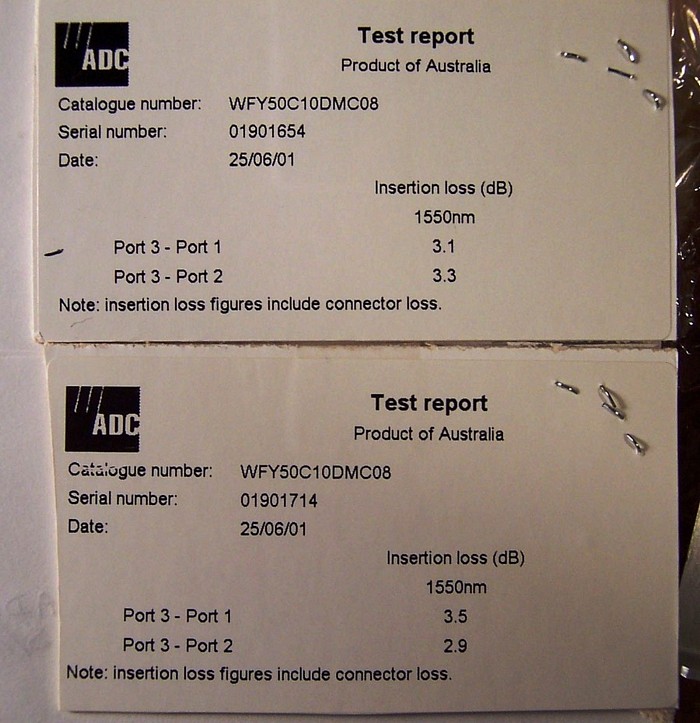 ADC
Test report
Product of Australia
Catalogue number: WFY50C10DMC08
Serial number: 01901654
Date: 25/06/01
Insertion loss (dB)
1550nm
Port 3 - Port 1 3.1
Port 3 - Port 2 3.3
Note: insertion loss figures include connector loss.
ADC
Test report
Product of Australia
Catalogue number: WFY50C10DMC08
Serial number: 01901714
Date: 25/06/01
Insertion loss (dB)
1550nm
Port 3 - Port 1 3.5
Port 3 - Port 2 2.9
Note: insertion loss figures include connector loss.